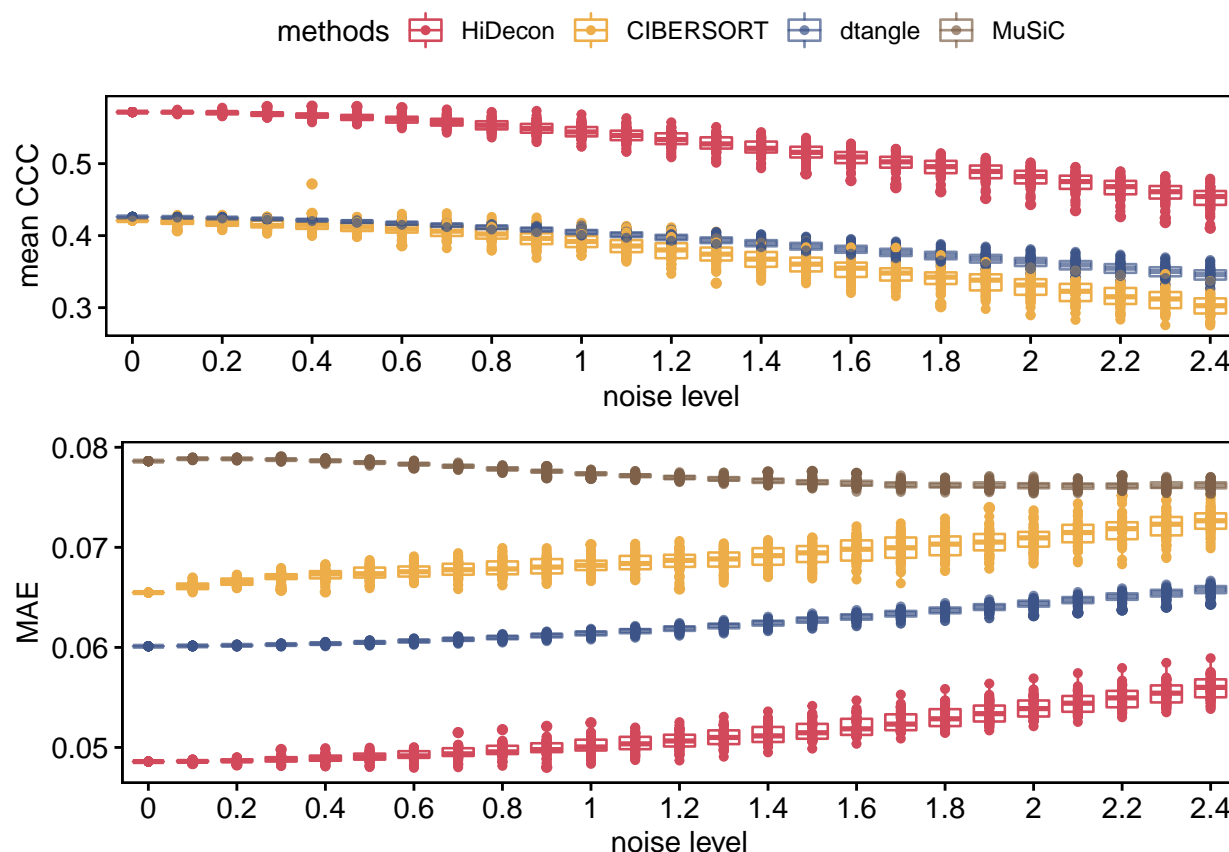 methods HiDecon CIBERSORT dtangle MuSiC
mean CCC
0.5
0.4
0.3
0 0.2 0.4 0.6 0.8 1 1.2 1.4 1.6 1.8 2 2.2 2.4
noise level
MAE
0.08
0.07
0.06
0.05
0 0.2 0.4 0.6 0.8 1 1.2 1.4 1.6 1.8 2 2.2 2.4
noise level